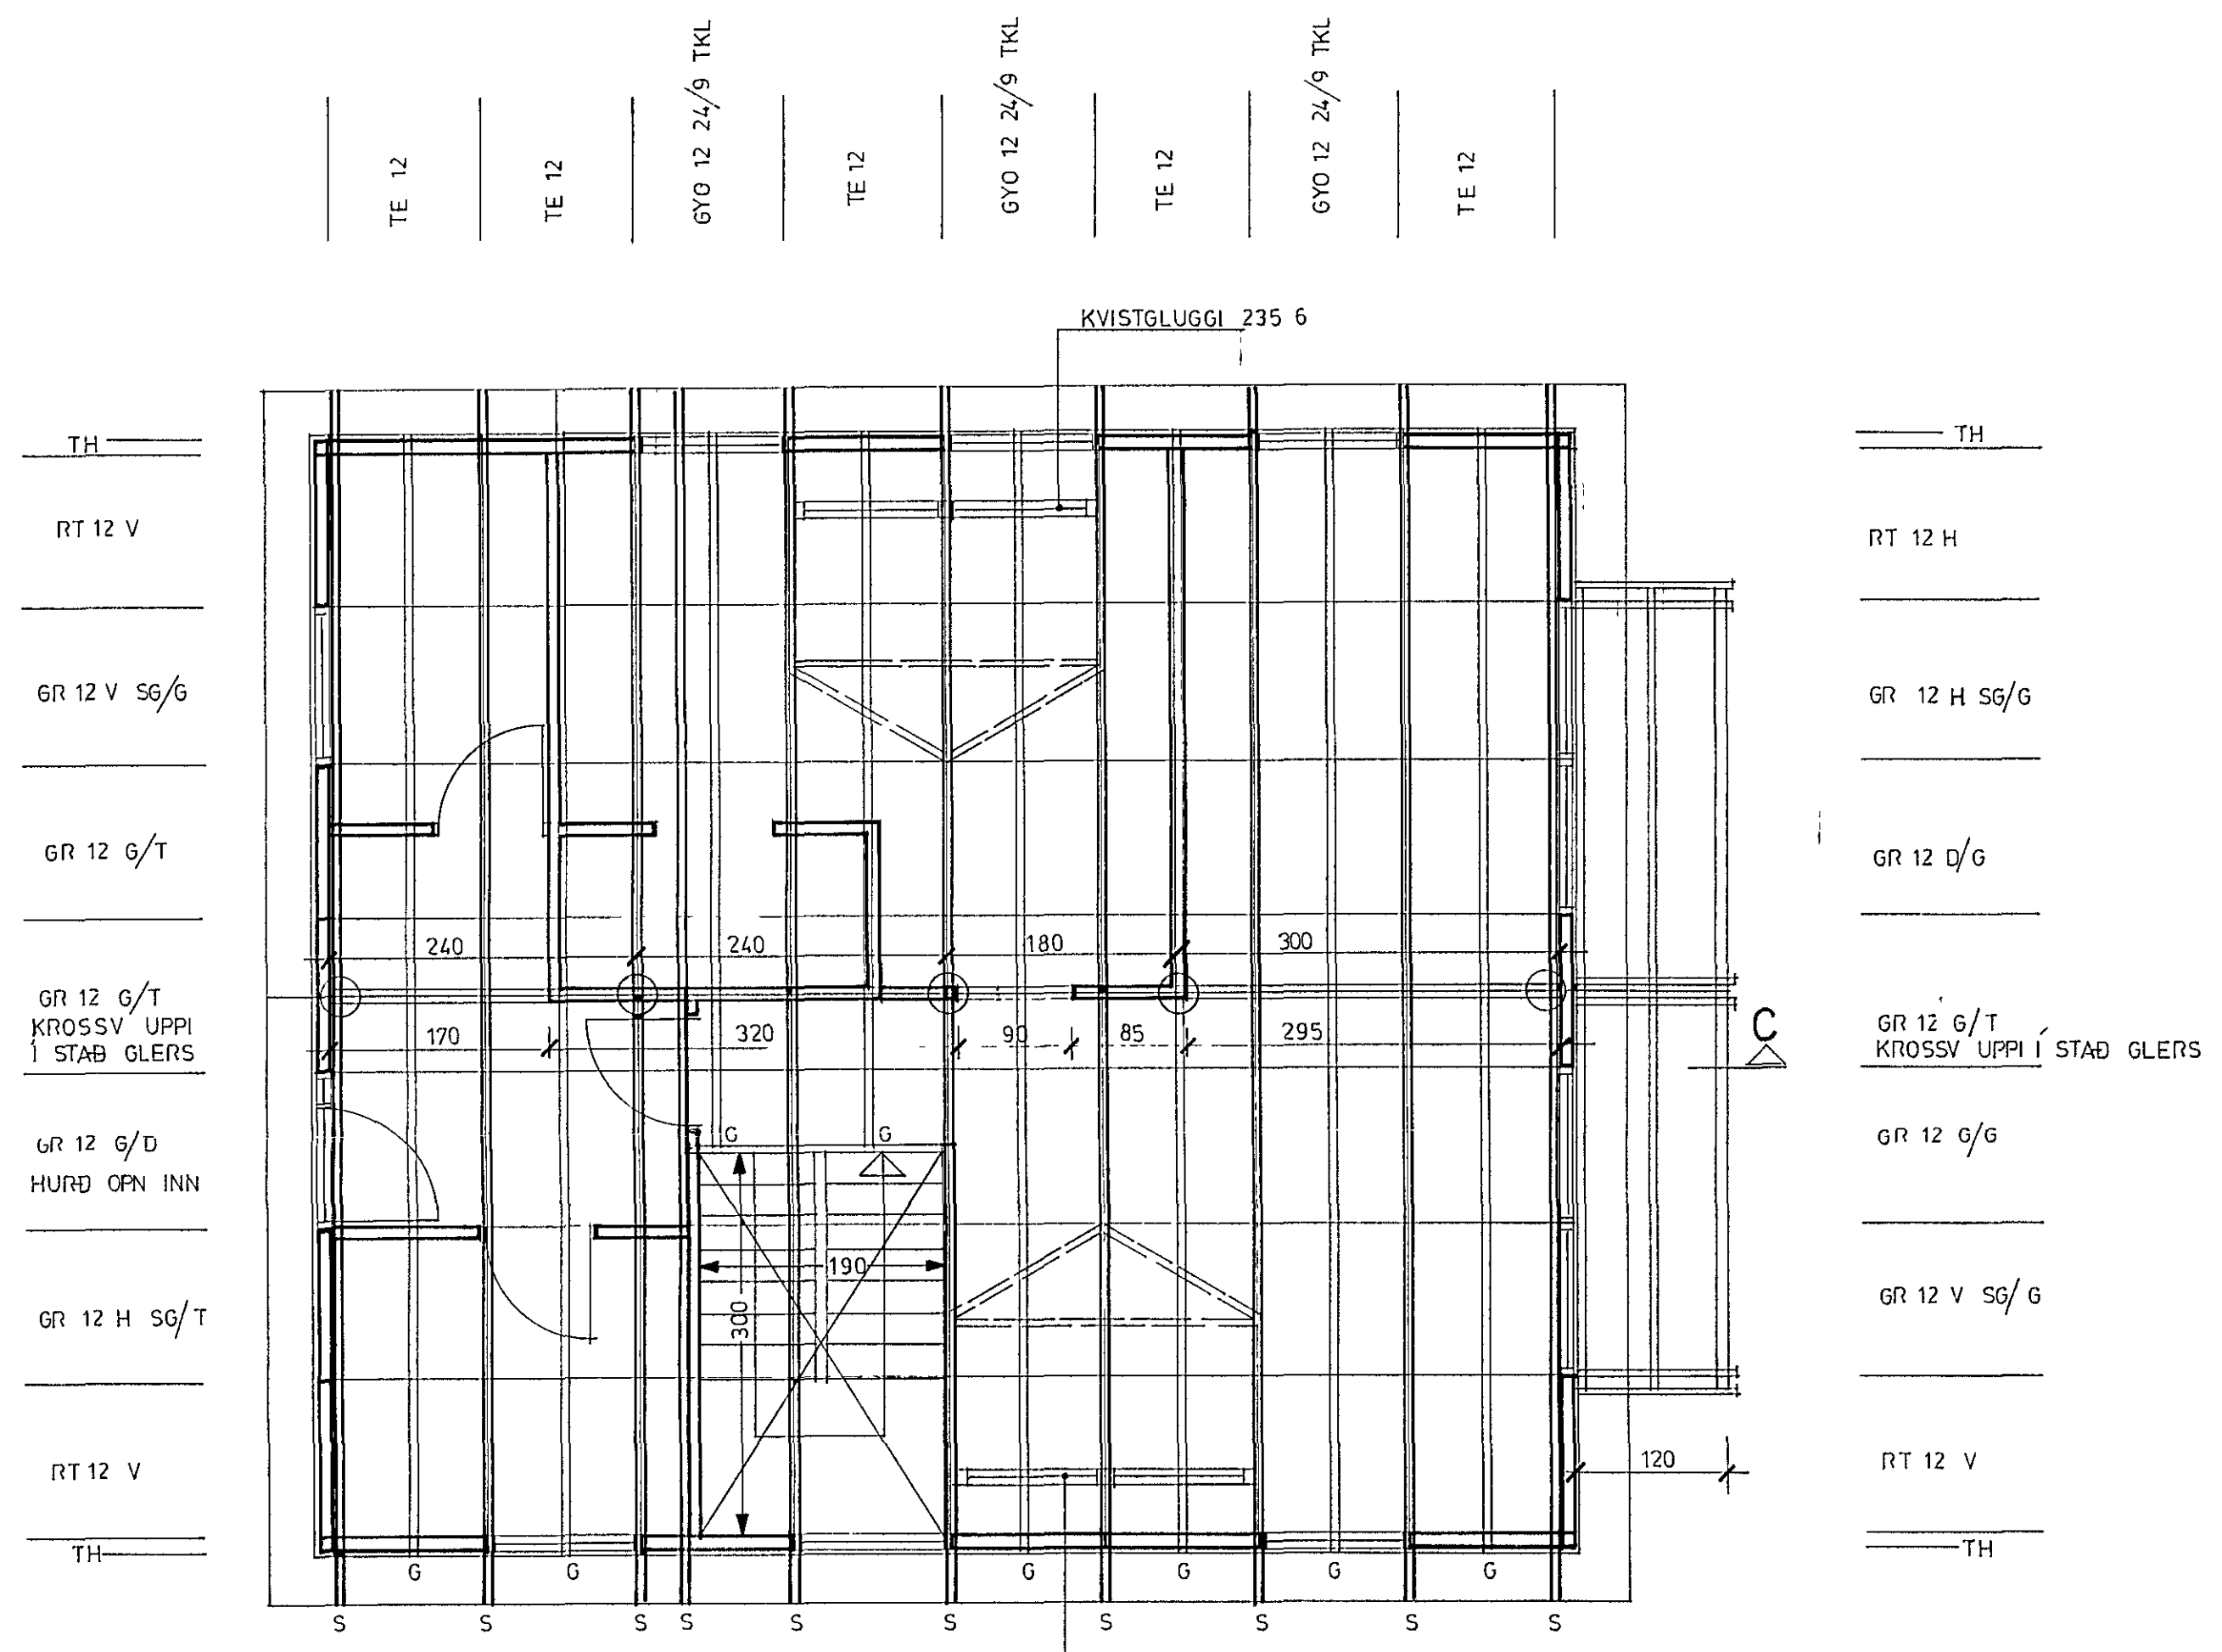 TE 12
TE 12
GYO 12 24/9 TKL
TE 12
GYO 12 24/9 TKL
TE 12
GYO 12 24/9 TKL
TE 12
KVISTGLUGGI 235 6
TH
TH
RT 12 V
RT 12 H
GR 12 V SG/G
GR 12 H SG/G
GR 12 G/T
GR 12 D/G
240
240
180
300
GR 12 G/T
KROSSV UPPI
Í STAÐ GLERS
170
320
90
85
295
C
GR 12 G/T
KROSSV UPPI Í STAÐ GLERS
GR 12 G/D
HURÐ OPN INN
G
G
GR 12 G/G
190
300
GR 12 H SG/T
GR 12 V SG/G
RT 12 V
120
RT 12 V
TH
TH
G
G
G
G
G
G
S
S
S
S
S
S
S
S
S
S